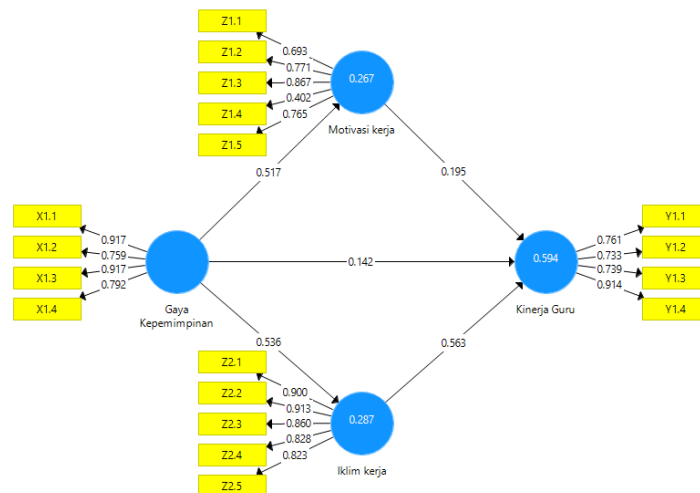 Z1.1
Z1.2
Z1.3
Z1.4
Z1.5
0.693
0.771
0.867
0.402
0.765
0.267
Motivasi kerja
0.517
0.195
X1.1
X1.2
X1.3
X1.4
0.917
0.759
0.917
0.792
Gaya
Kepemimpinan
0.142
0.594
Kinerja Guru
0.761
0.733
0.739
0.914
Y1.1
Y1.2
Y1.3
Y1.4
0.536
0.563
Z2.1
Z2.2
Z2.3
Z2.4
Z2.5
0.900
0.913
0.860
0.828
0.823
0.287
Iklim kerja